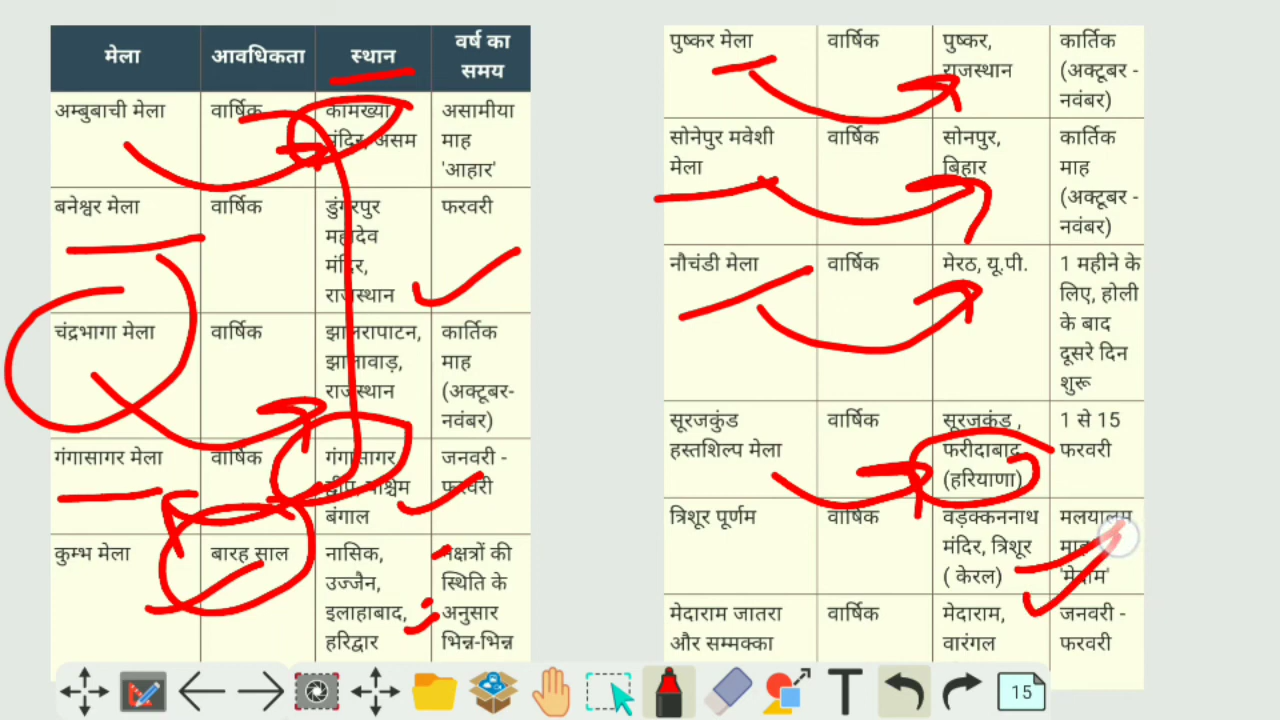 मेला आवधिकता स्थान वर्ष का समय
अम्बुबाची मेला वार्षिक कामख्या असामीया
मंदिर, असम माह
'आहार'
बनेश्वर मेला वार्षिक डुंगरपुर फरवरी
महादेव
मंदिर,
राजस्थान
चंद्रभागा मेला वार्षिक झालरापाटन, कार्तिक
झालावाड़, माह
राजस्थान (अक्टूबर-
नवंबर)
गंगासागर मेला वार्षिक गंगासागर जनवरी -
द्वीप, पश्चिम फरवरी
बंगाल
कुम्भ मेला बारह साल नासिक, नक्षत्रों की
उज्जैन, स्थिति के
इलाहाबाद, अनुसार
हरिद्वार भिन्न-भिन्न
पुष्कर मेला वार्षिक पुष्कर, कार्तिक
राजस्थान (अक्टूबर -
नवंबर)
सोनेपुर मवेशी वार्षिक सोनपुर, कार्तिक
मेला बिहार माह
(अक्टूबर -
नवंबर)
नौचंडी मेला वार्षिक मेरठ, यू.पी. 1 महीने के
लिए, होली
के बाद
दूसरे दिन
शुरू
सूरजकुंड वार्षिक सूरजकुंड , 1 से 15
हस्तशिल्प मेला फरीदाबाद फरवरी
(हरियाणा)
त्रिशूर पूर्णम वार्षिक वड़क्कननाथ मलयालम
मंदिर, त्रिशूर माह
( केरल) 'मेदाम'
मेदाराम जातरा वार्षिक मेदाराम, जनवरी -
और सम्मक्का वारंगल फरवरी
T 15